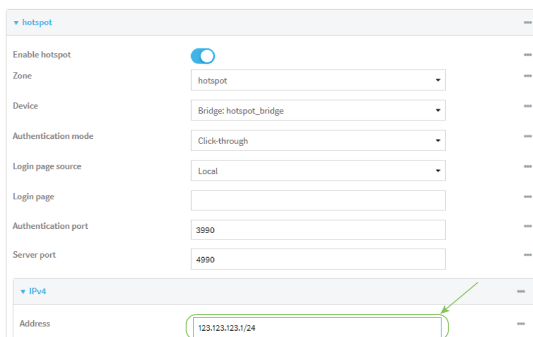 hotspot
Enable hotspot
Zone hotspot
Device Bridge: hotspot_bridge
Authentication mode Click-through
Login page source Local
Login page
Authentication port 3990
Server port 4990
IPv4
Address 123.123.123.1/24